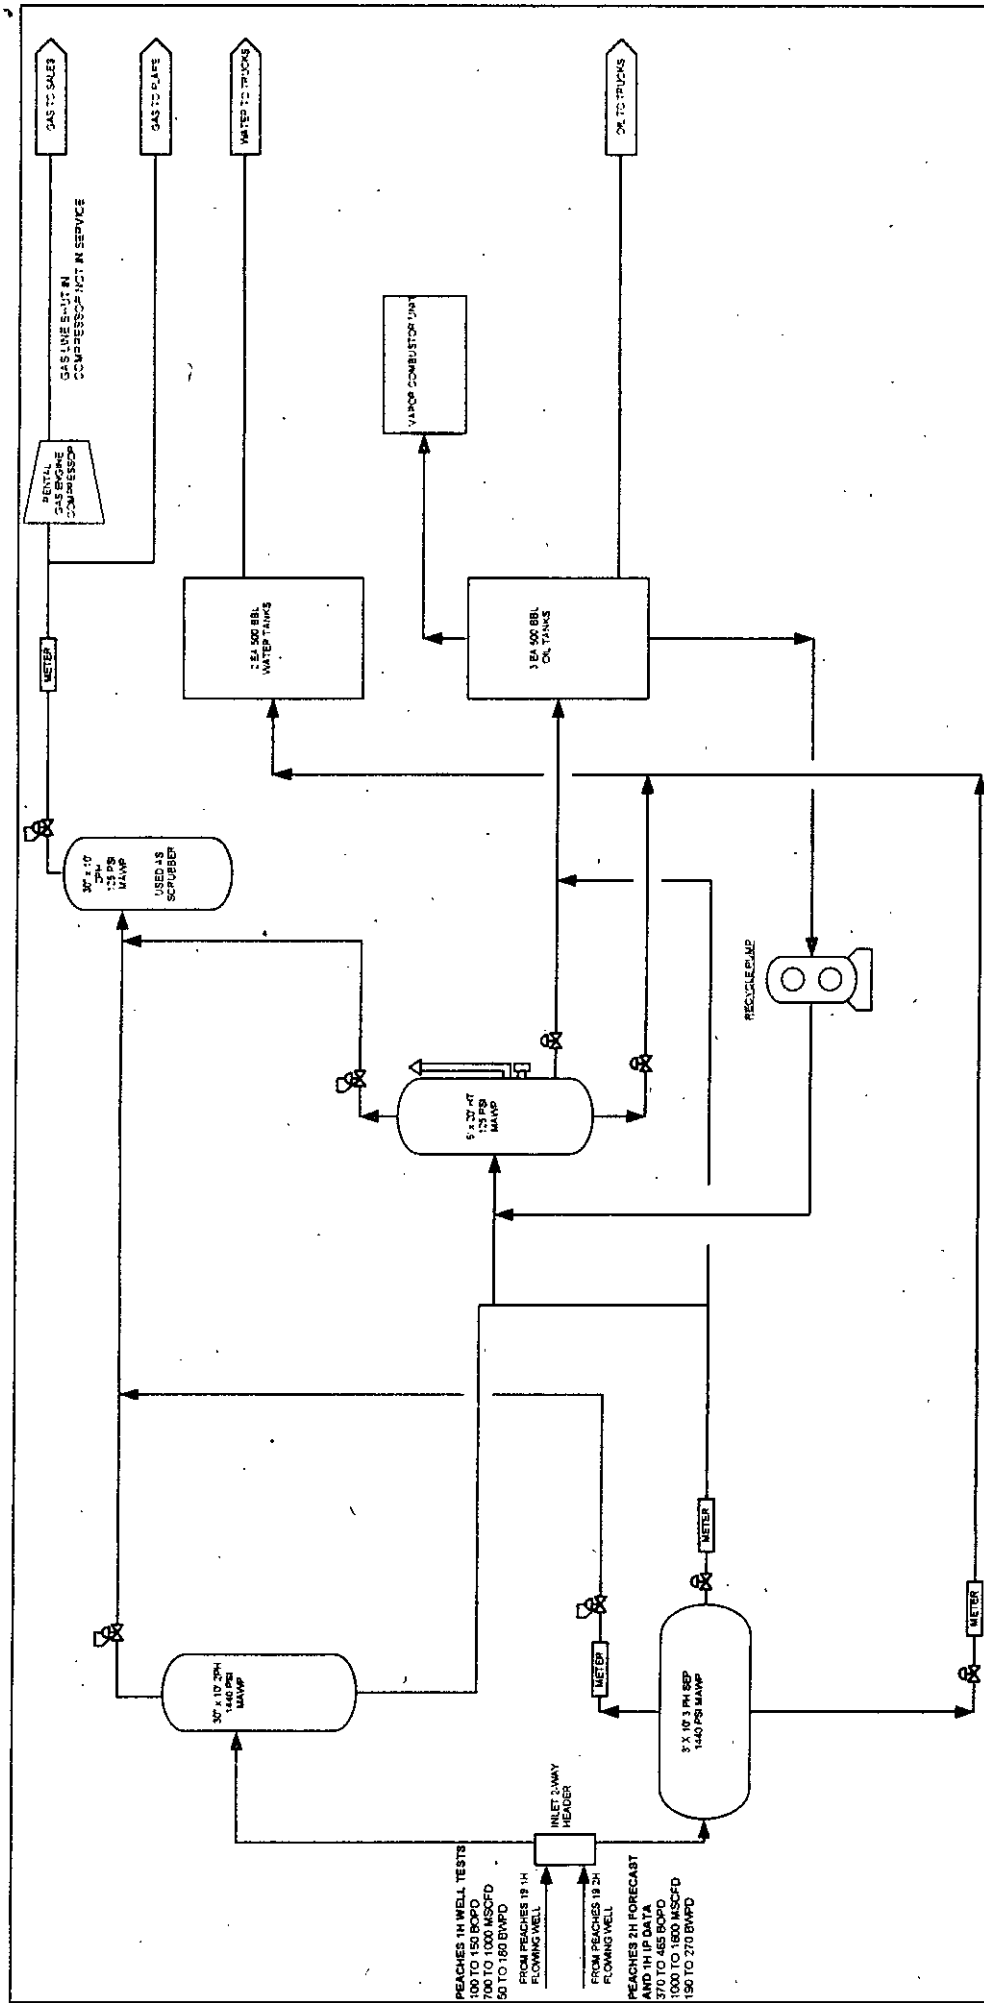 GAS TO SALES
GAS TO FLARE
WATER TO TRUCKS
OIL TO TRUCKS
GAS LINE SHUT IN
COMPRESSOR NOT IN SERVICE
RENTAL
GAS ENGINE
COMPRESSOR
VAPOR COMBUSTOR UNIT
METER
2 EA 500 BBL
WATER TANKS
3 EA 500 BBL
OIL TANKS
30" x 10'
2PH
125 PSI
MAWP
USED AS
SCRUBBER
RECYCLE PUMP
6' x 20' HT
125 PSI
MAWP
30" x 10' 2PH
1440 PSI
MAWP
METER
METER
METER
3' X 10' 3 PH SEP
1440 PSI MAWP
INLET 2-WAY
HEADER
PEACHES 1H WELL TESTS
100 TO 150 BOPD
700 TO 1000 MSCFD
50 TO 160 BWPD
FROM PEACHES 19 1H
FLOWING WELL
FROM PEACHES 19 2H
FLOWING WELL
PEACHES 2H FORECAST
AND 1H IP DATA
370 TO 465 BOPD
1000 TO 1600 MSCFD
190 TO 270 BWPD